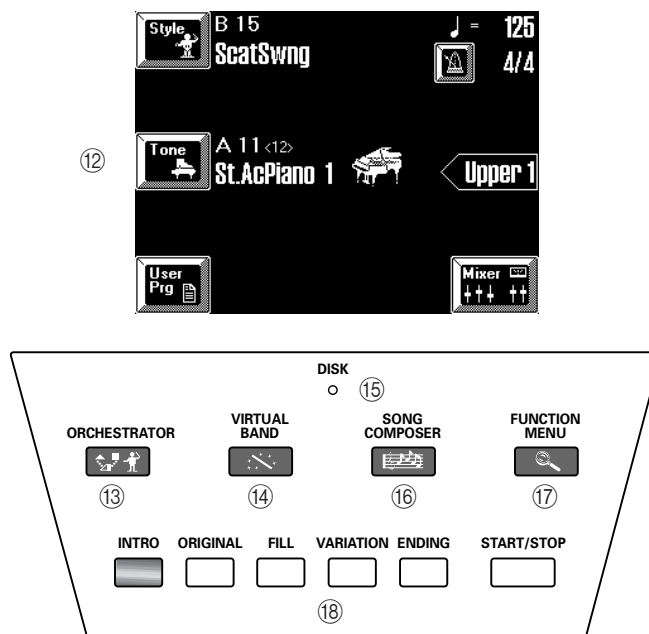 Style B 15 ♩ = 125
ScatSwng 4/4
⑫ Tone A 11 <12>
St.AcPiano 1 Upper 1
User Prg Mixer
DISK
⑮
ORCHESTRATOR VIRTUAL BAND SONG COMPOSER FUNCTION MENU
⑬ ⑭ ⑯ ⑰
INTRO ORIGINAL FILL VARIATION ENDING START/STOP
⑱